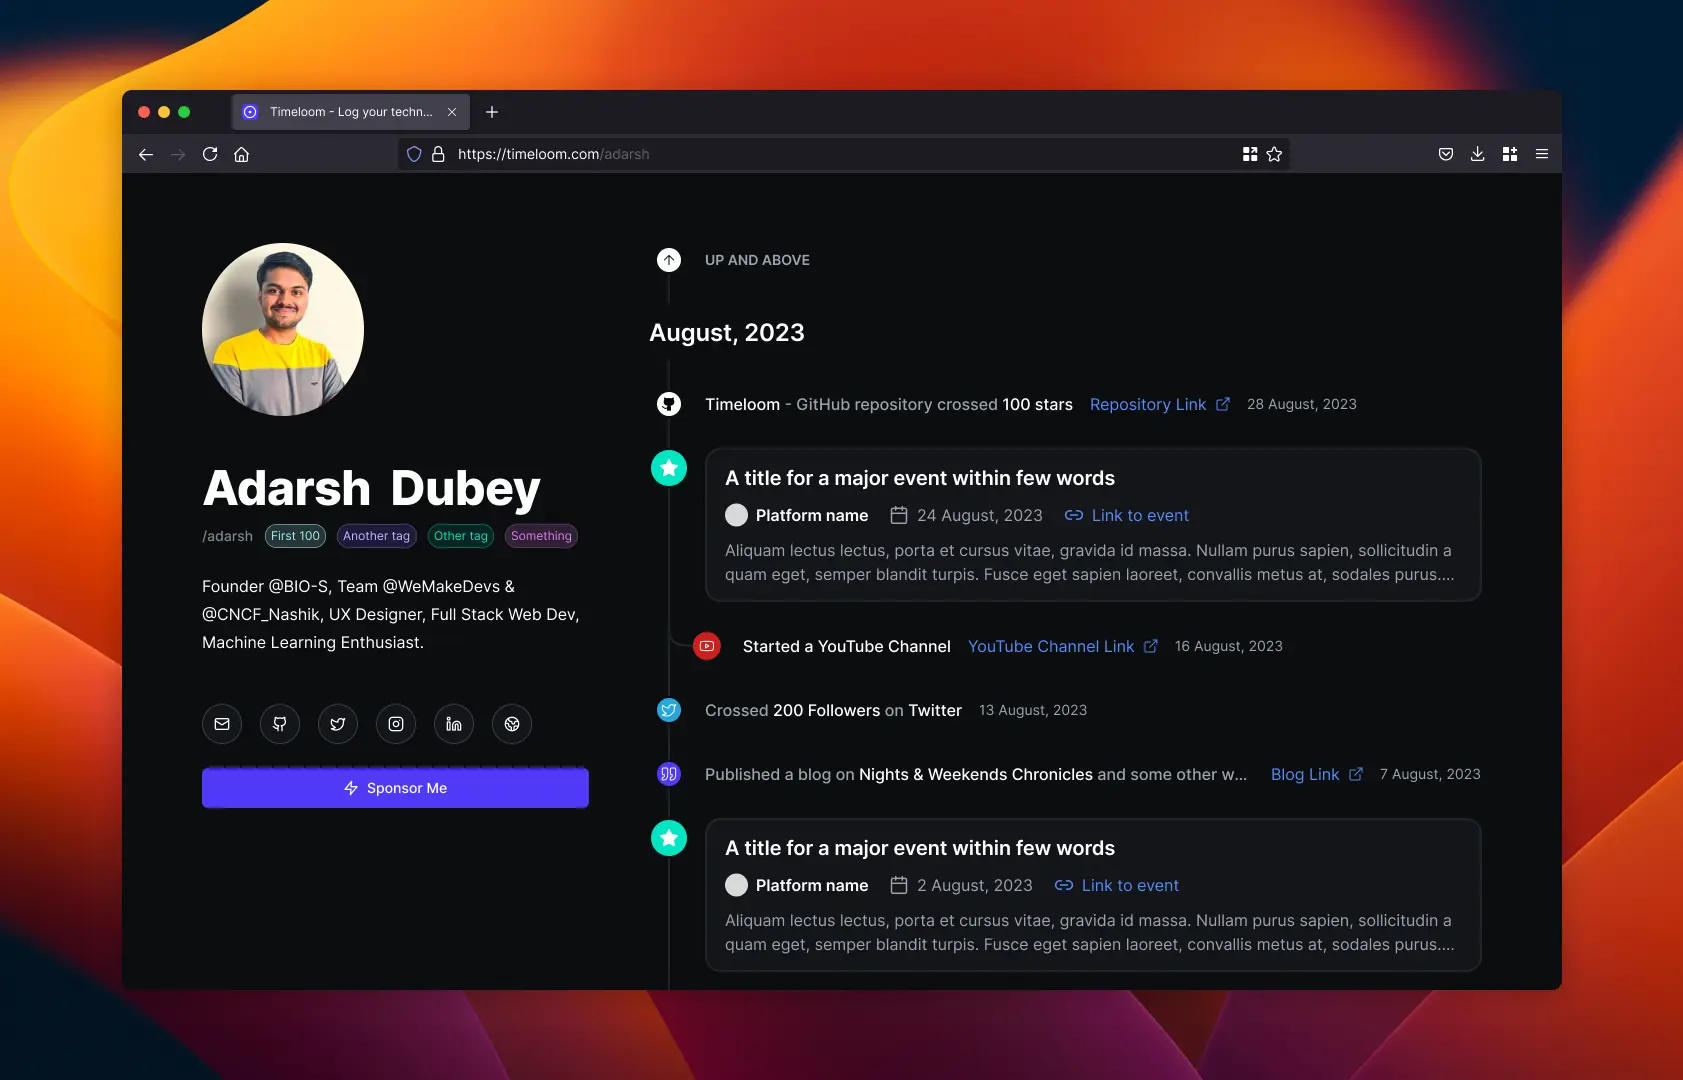 Timeloom - Log your techn...
https://timeloom.com/adarsh
Adarsh Dubey
/adarsh First 100 Another tag Other tag Something
Founder @BIO-S, Team @WeMakeDevs &
@CNCF_Nashik, UX Designer, Full Stack Web Dev,
Machine Learning Enthusiast.
Sponsor Me
UP AND ABOVE
August, 2023
Timeloom - GitHub repository crossed 100 stars Repository Link 28 August, 2023
A title for a major event within few words
Platform name 24 August, 2023 Link to event
Aliquam lectus lectus, porta et cursus vitae, gravida id massa. Nullam purus sapien, sollicitudin a
quam eget, semper blandit turpis. Fusce eget sapien laoreet, convallis metus at, sodales purus....
Started a YouTube Channel YouTube Channel Link 16 August, 2023
Crossed 200 Followers on Twitter 13 August, 2023
Published a blog on Nights & Weekends Chronicles and some other w... Blog Link 7 August, 2023
A title for a major event within few words
Platform name 2 August, 2023 Link to event
Aliquam lectus lectus, porta et cursus vitae, gravida id massa. Nullam purus sapien, sollicitudin a
quam eget, semper blandit turpis. Fusce eget sapien laoreet, convallis metus at, sodales purus....